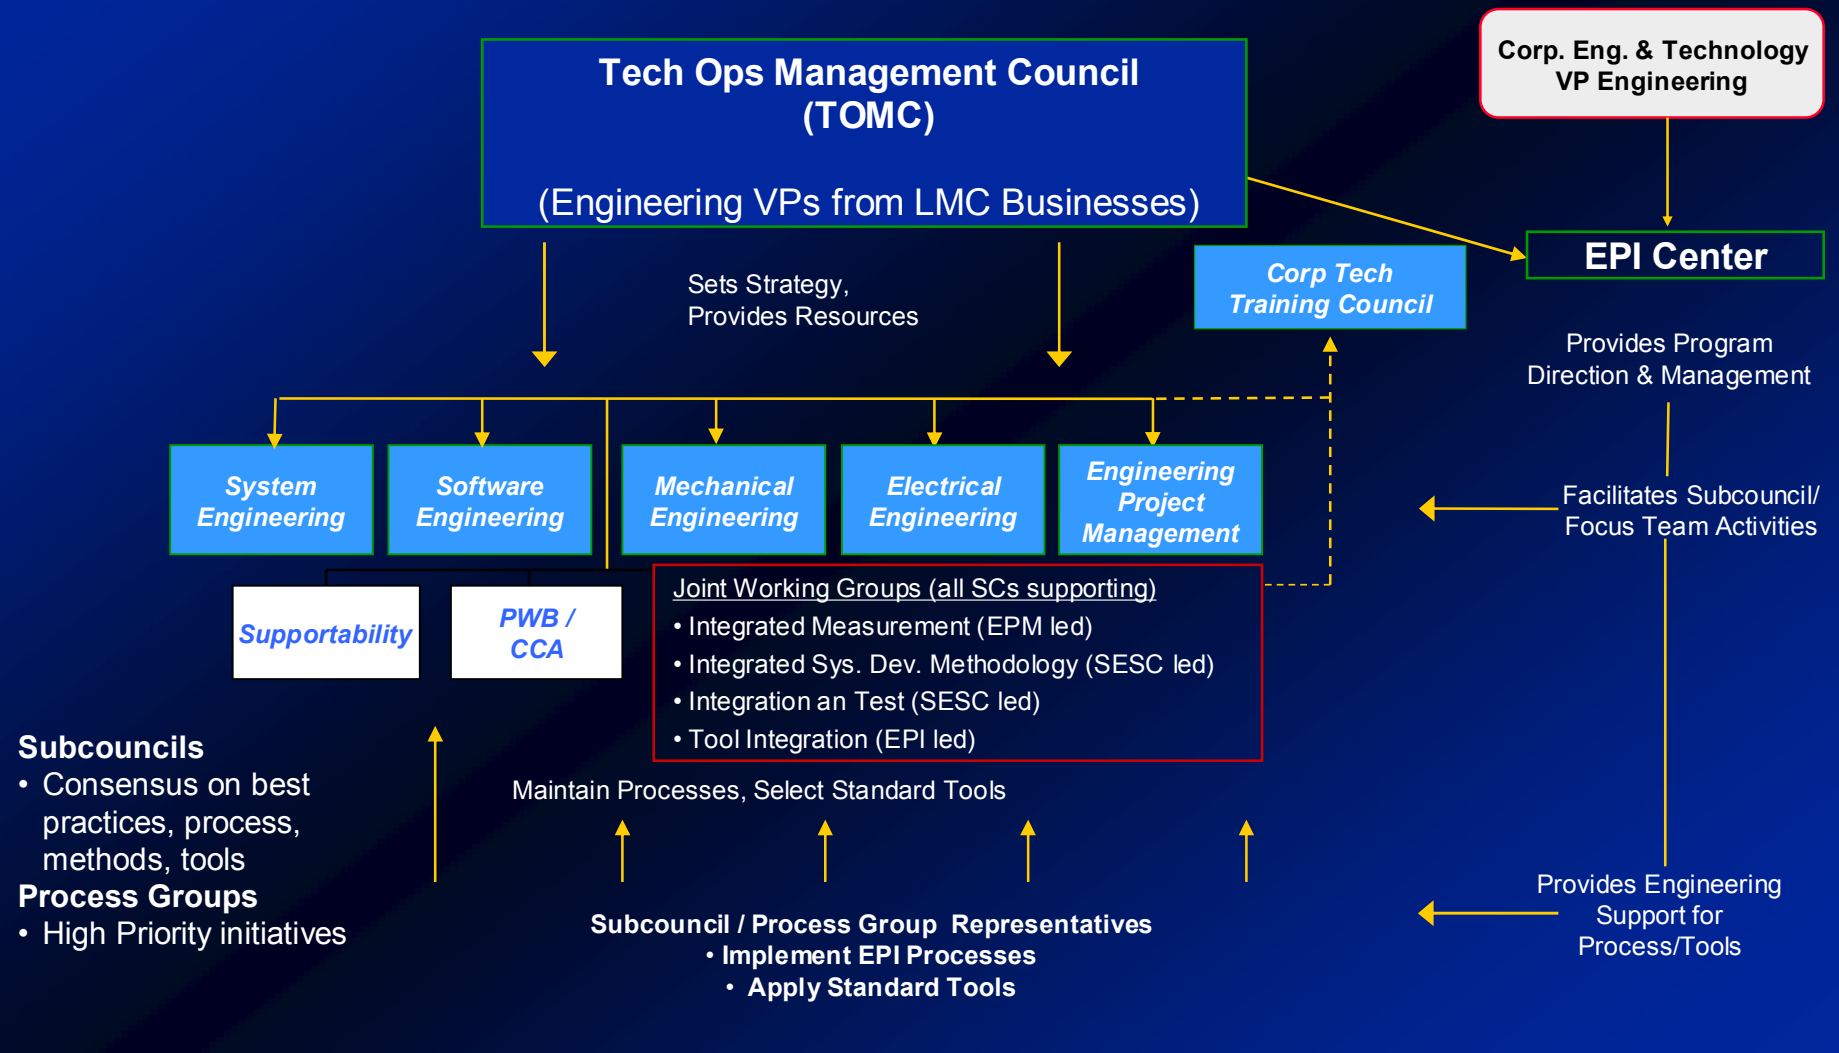 Tech Ops Management Council
(TOMC)
(Engineering VPs from LMC Businesses)
Corp. Eng. & Technology
VP Engineering
EPI Center
Corp Tech
Training Council
Sets Strategy,
Provides Resources
Provides Program
Direction & Management
System
Engineering
Software
Engineering
Mechanical
Engineering
Electrical
Engineering
Engineering
Project
Management
Facilitates Subcouncil/
Focus Team Activities
Supportability
PWB /
CCA
Joint Working Groups (all SCs supporting)
• Integrated Measurement (EPM led)
• Integrated Sys. Dev. Methodology (SESC led)
• Integration an Test (SESC led)
• Tool Integration (EPI led)
Subcouncils
• Consensus on best
practices, process,
methods, tools
Process Groups
• High Priority initiatives
Maintain Processes, Select Standard Tools
Subcouncil / Process Group Representatives
• Implement EPI Processes
• Apply Standard Tools
Provides Engineering
Support for
Process/Tools